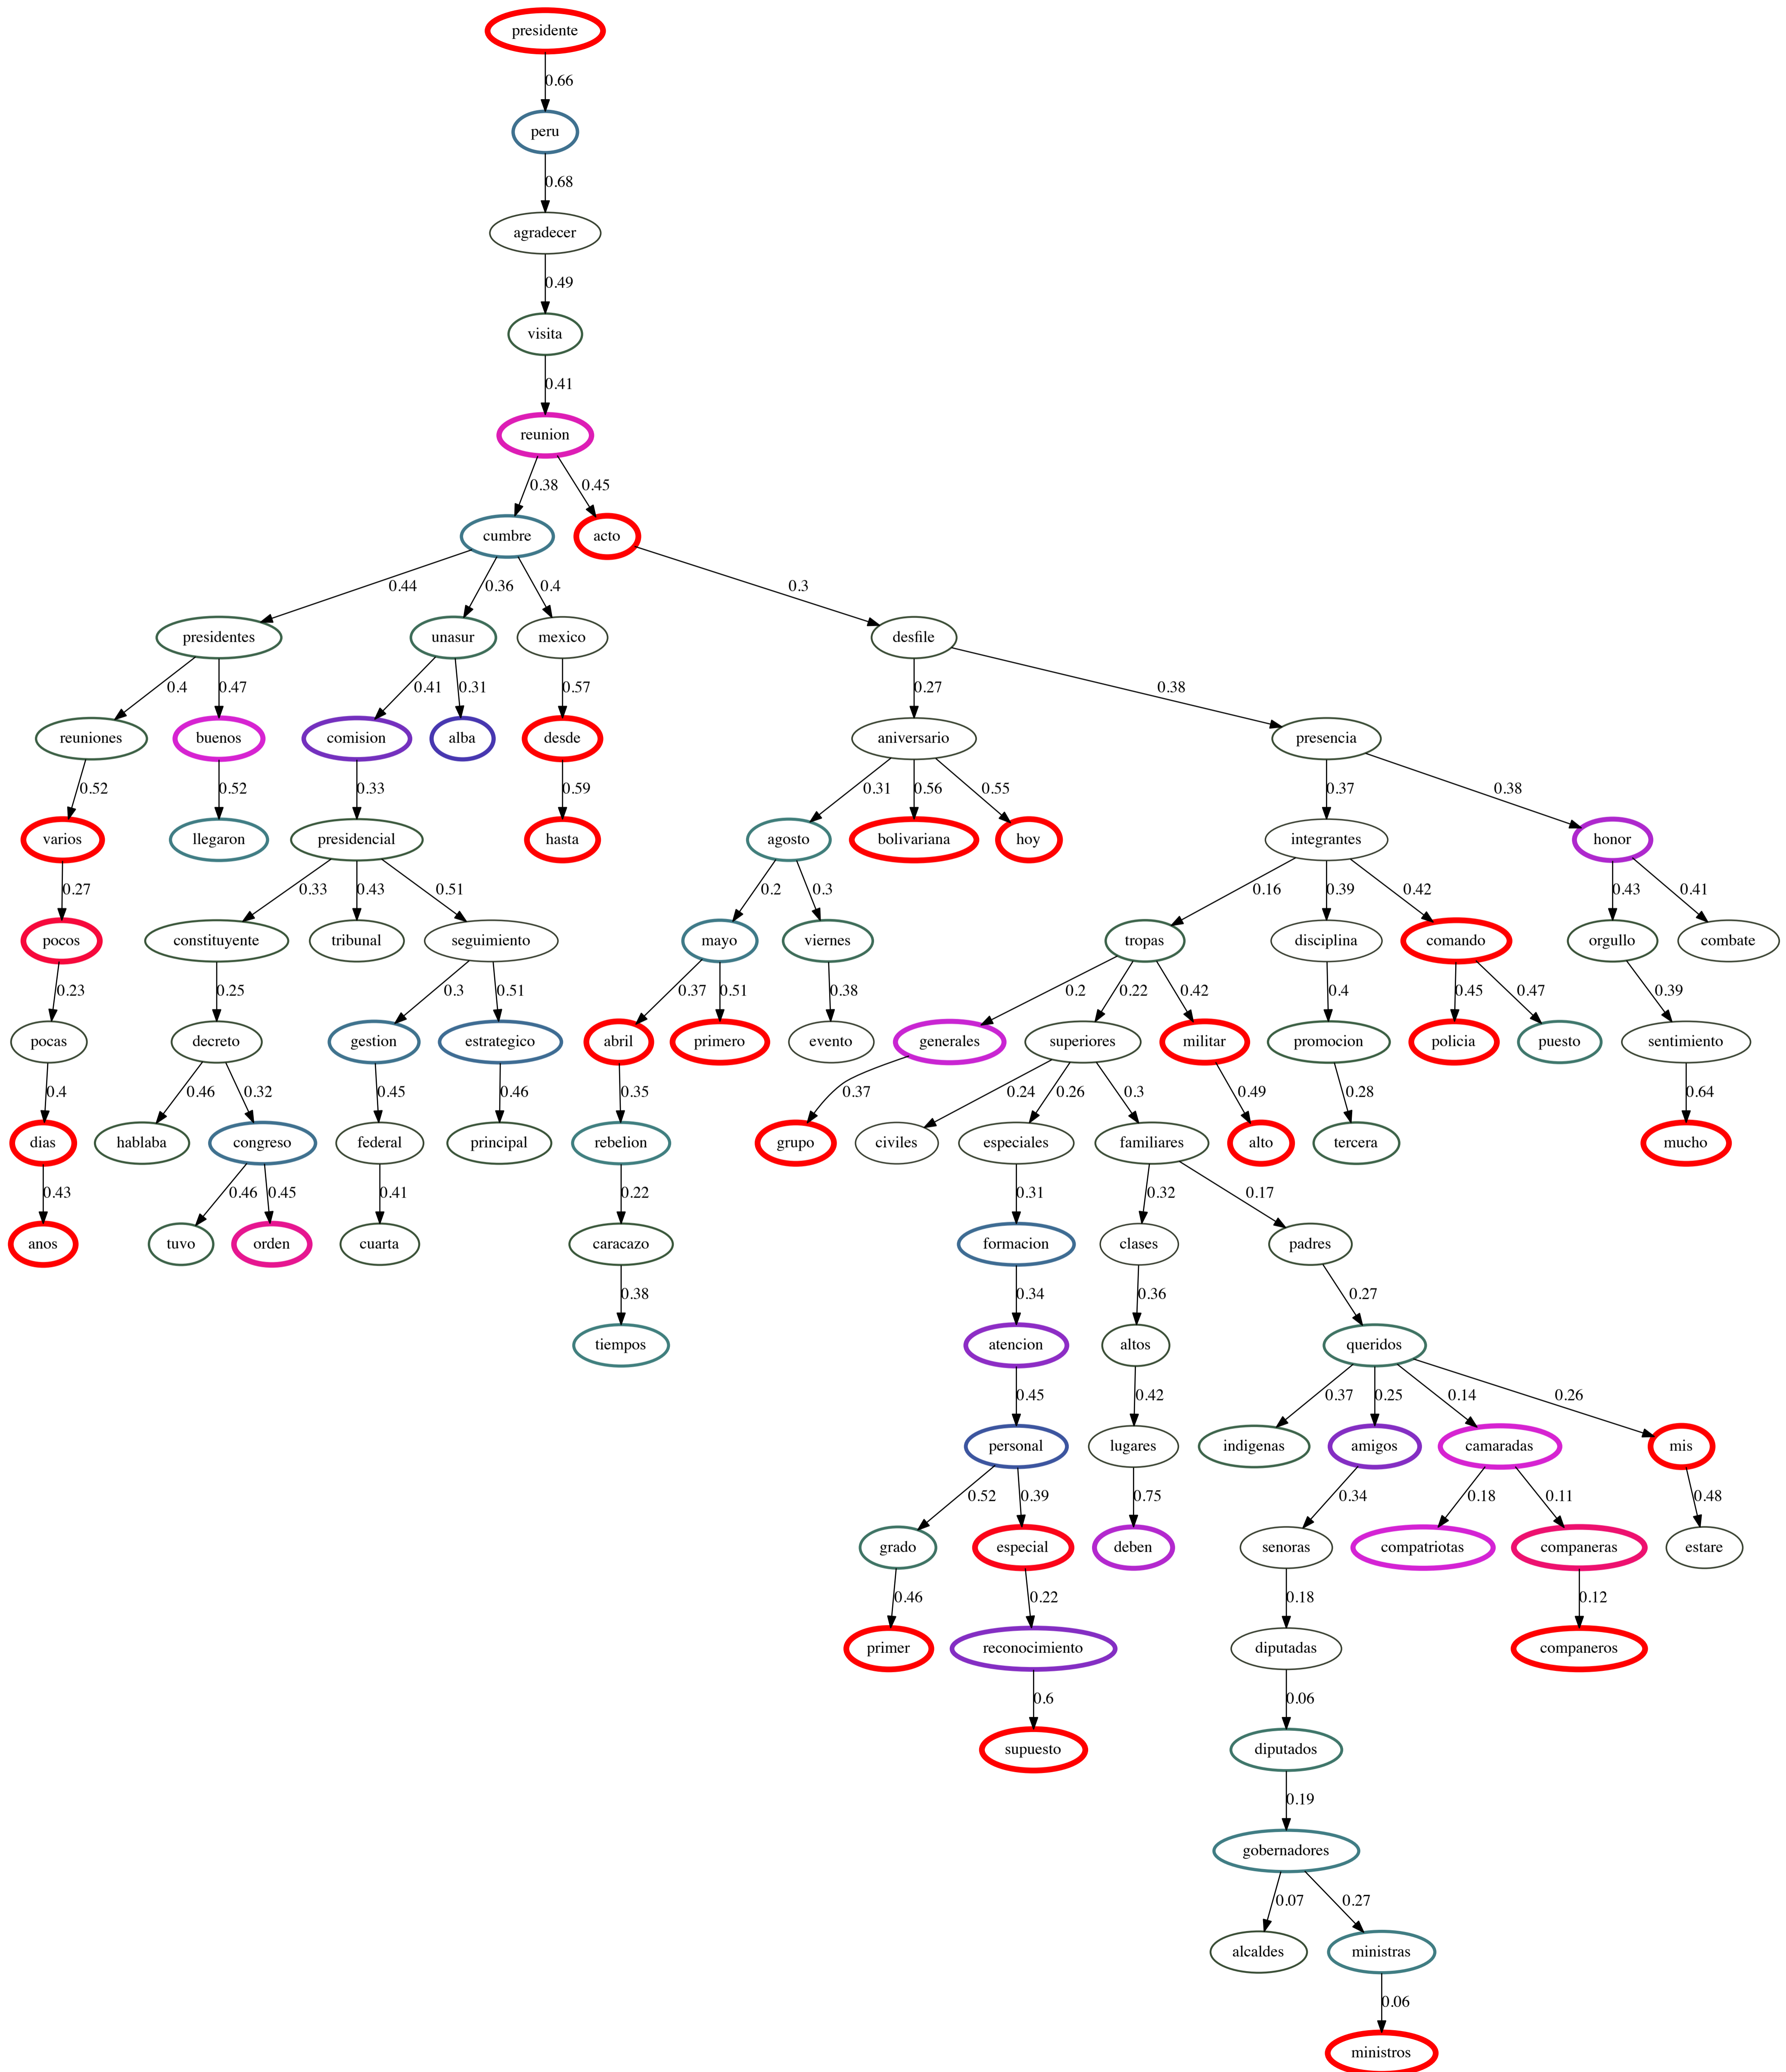 presidente
0.66
peru
0.68
agradecer
0.49
visita
0.41
reunion
0.38 0.45
cumbre acto
0.44 0.36 0.4 0.3
presidentes unasur mexico desfile
0.4 0.47 0.41 0.31 0.57 0.27 0.38
reuniones buenos comision alba desde aniversario presencia
0.52 0.52 0.33 0.59 0.31 0.56 0.55 0.37 0.38
varios llegaron presidencial hasta agosto bolivariana hoy integrantes honor
0.27 0.33 0.43 0.51 0.2 0.3 0.16 0.39 0.42 0.43 0.41
pocos constituyente tribunal seguimiento mayo viernes tropas disciplina comando orgullo combate
0.23 0.25 0.3 0.51 0.37 0.51 0.38 0.2 0.22 0.42 0.4 0.45 0.47 0.39
pocas decreto gestion estrategico abril primero evento generales superiores militar promocion policia puesto sentimiento
0.4 0.46 0.32 0.45 0.46 0.35 0.37 0.24 0.26 0.3 0.49 0.28 0.64
dias hablaba congreso federal principal rebelion grupo civiles especiales familiares alto tercera mucho
0.43 0.46 0.45 0.41 0.22 0.31 0.32 0.17
anos tuvo orden cuarta caracazo formacion clases padres
0.38 0.34 0.36 0.27
tiempos atencion altos queridos
0.45 0.42 0.37 0.25 0.14 0.26
personal lugares indigenas amigos camaradas mis
0.52 0.39 0.75 0.34 0.18 0.11 0.48
grado especial deben senoras compatriotas companeras estare
0.46 0.22 0.18 0.12
primer reconocimiento diputadas companeros
0.6 0.06
supuesto diputados
0.19
gobernadores
0.07 0.27
alcaldes ministras
0.06
ministros